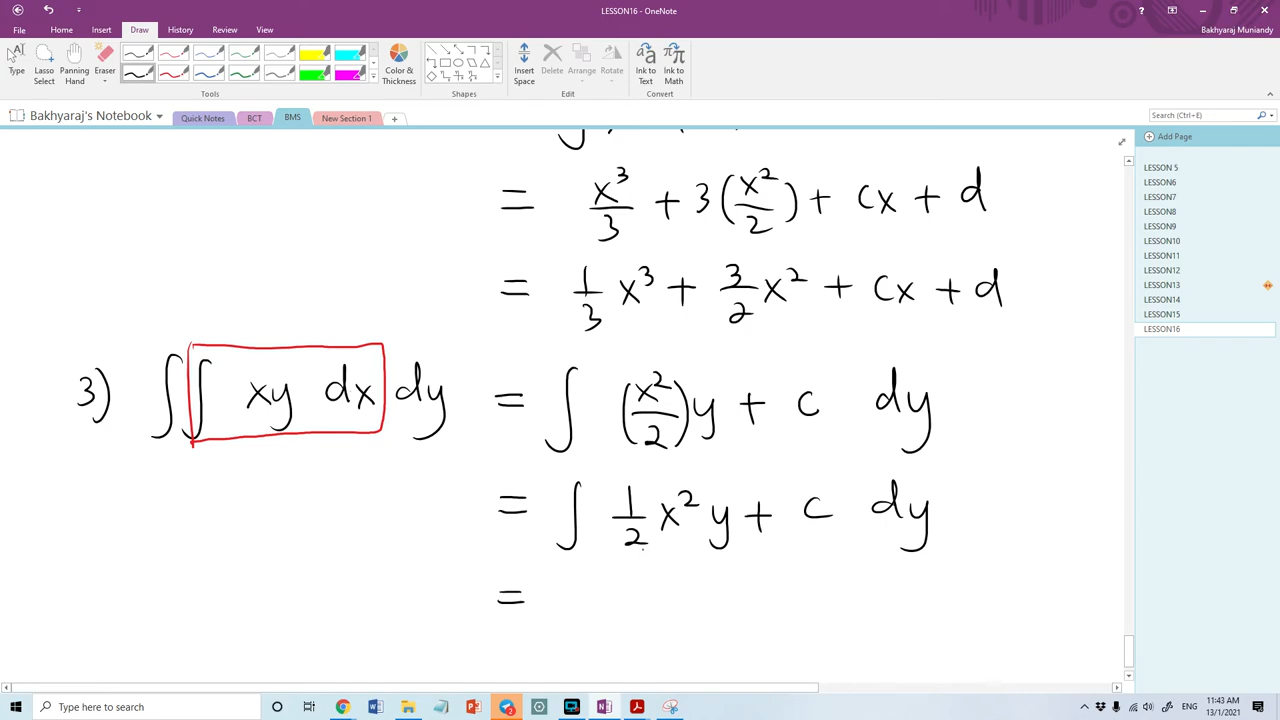 LESSON16 - OneNote
Bakhyaraj Muniandy
File Home Insert Draw History Review View
Type Lasso Select Panning Hand Eraser Color & Thickness Insert Space Delete Arrange Rotate Ink to Text Ink to Math
Tools Shapes Edit Convert
Bakhyaraj's Notebook Quick Notes BCT BMS New Section 1 Search (Ctrl+E)
Add Page
LESSON 5
LESSON6
LESSON7
LESSON8
LESSON9
LESSON10
LESSON11
LESSON12
LESSON13
LESSON14
LESSON15
LESSON16
= x³/3 + 3(x²/2) + cx + d
= 1/3 x³ + 3/2 x² + cx + d
3) ∫∫ xy dx dy = ∫ (x²/2)y + c dy
= ∫ 1/2 x² y + c dy
=
Type here to search
ENG
11:43 AM
13/1/2021